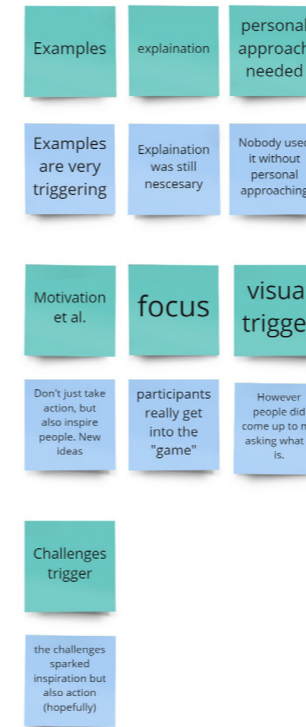 Examples
explaination
personal
approach
needed
Examples
are very
triggering
Explaination
was still
nescesary
Nobody used
it without
personal
approaching
Motivation
et al.
focus
visual
trigger
Don't just take
action, but
also inspire
people. New
ideas
participants
really get
into the
"game"
However
people did
come up to m
asking what
is.
Challenges
trigger
the challenges
sparked
inspiration but
also action
(hopefully)